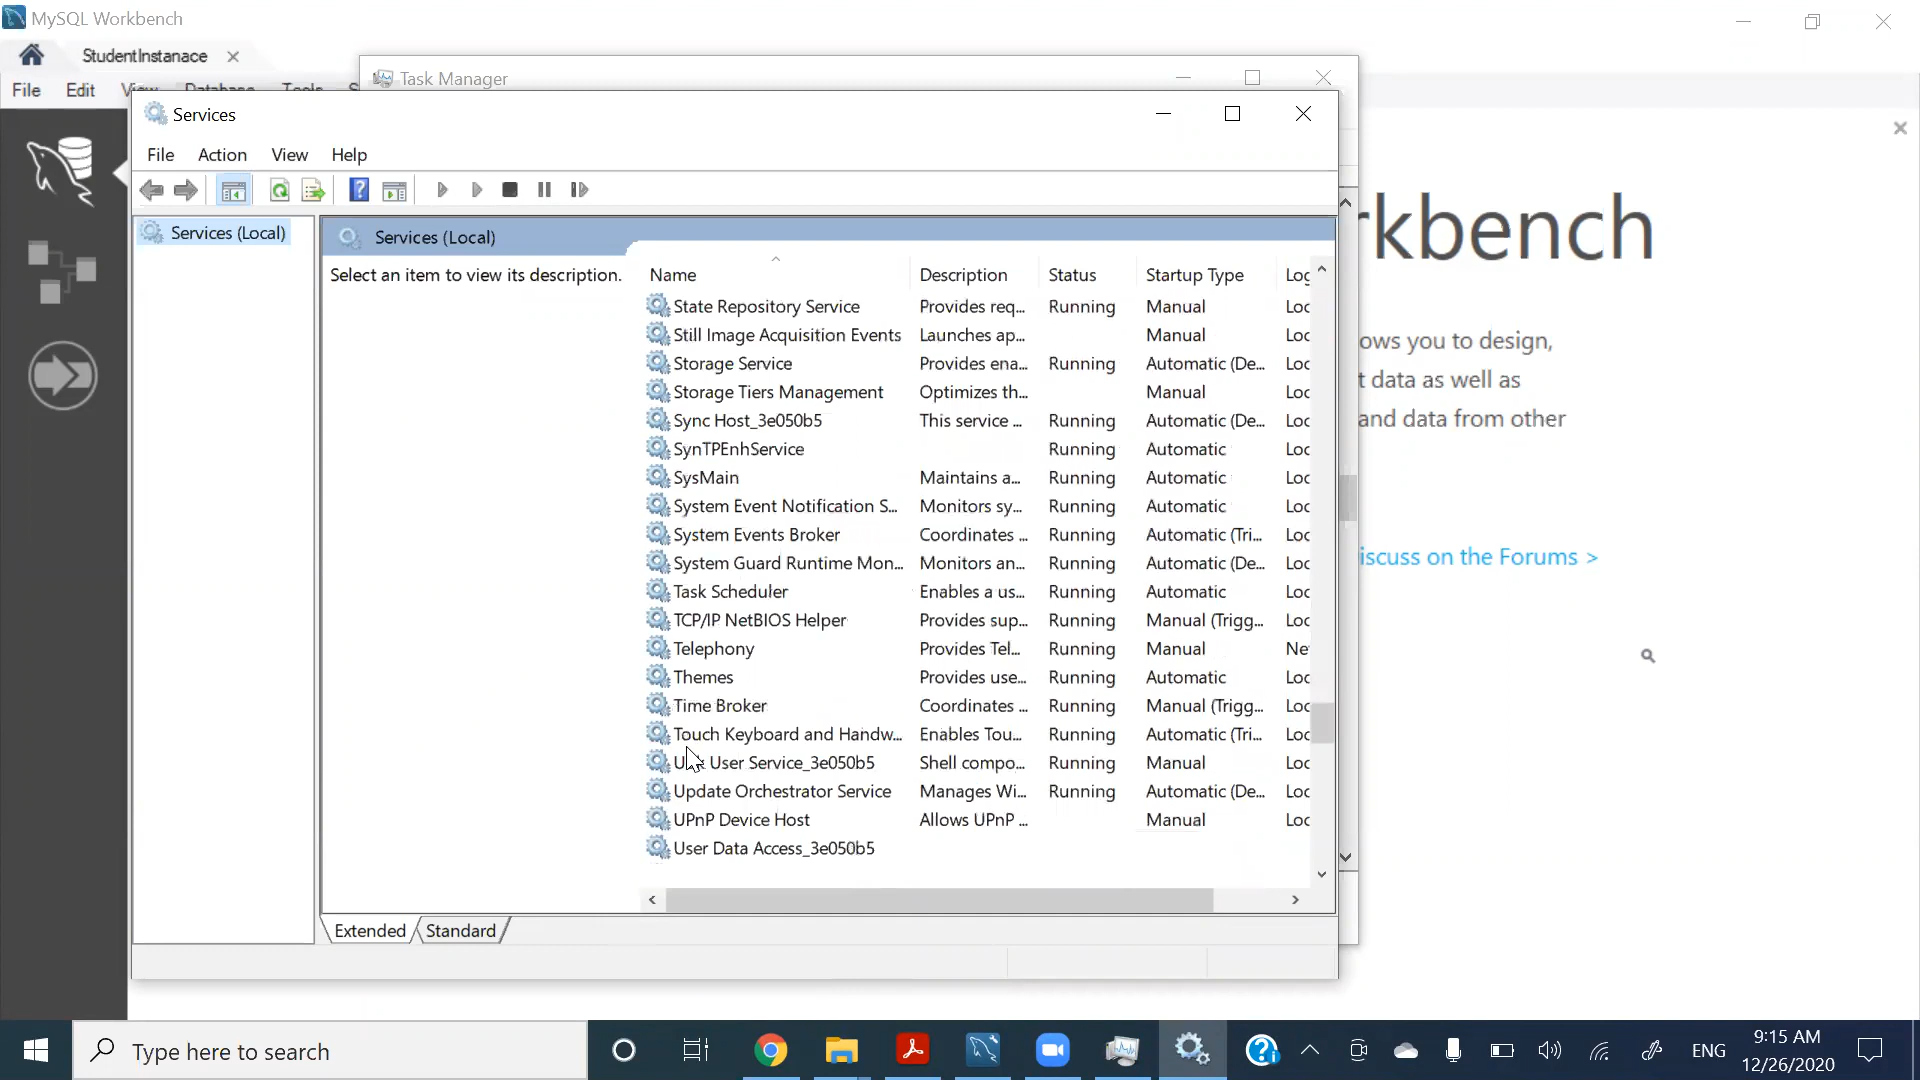 MySQL Workbench
StudentInstanace
File Edit View Database Tools S
Task Manager
Services
File Action View Help
Services (Local)
Services (Local)
Select an item to view its description.
Name Description Status Startup Type Log
State Repository Service Provides req... Running Manual Loc
Still Image Acquisition Events Launches ap... Manual Loc
Storage Service Provides ena... Running Automatic (De... Loc
Storage Tiers Management Optimizes th... Manual Loc
Sync Host_3e050b5 This service ... Running Automatic (De... Loc
SynTPEnhService Running Automatic Loc
SysMain Maintains a... Running Automatic Loc
System Event Notification S... Monitors sy... Running Automatic Loc
System Events Broker Coordinates ... Running Automatic (Tri... Loc
System Guard Runtime Mon... Monitors an... Running Automatic (De... Loc
Task Scheduler Enables a us... Running Automatic Loc
TCP/IP NetBIOS Helper Provides sup... Running Manual (Trigg... Loc
Telephony Provides Tel... Running Manual Ne
Themes Provides use... Running Automatic Loc
Time Broker Coordinates ... Running Manual (Trigg... Loc
Touch Keyboard and Handw... Enables Tou... Running Automatic (Tri... Loc
User Service_3e050b5 Shell compo... Running Manual Loc
Update Orchestrator Service Manages Wi... Running Automatic (De... Loc
UPnP Device Host Allows UPnP ... Manual Loc
User Data Access_3e050b5
Extended Standard
rkbench
ows you to design,
t data as well as
and data from other
iscuss on the Forums >
Type here to search
ENG
9:15 AM
12/26/2020